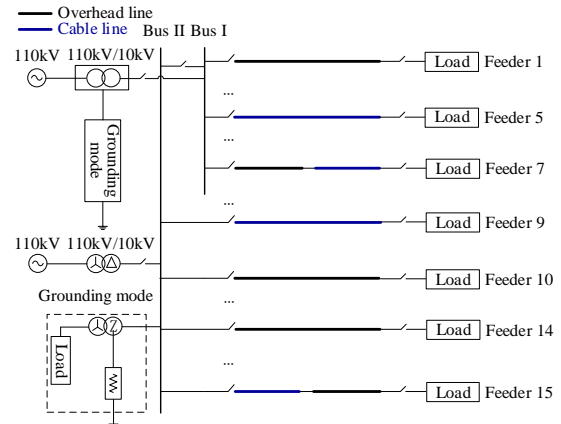 Overhead line
Cable line
Bus II Bus I
110kV 110kV/10kV
Grounding mode
Load Feeder 1
...
Load Feeder 5
...
Load Feeder 7
...
Load Feeder 9
110kV 110kV/10kV
Load Feeder 10
Grounding mode
...
Load
Z
Load Feeder 14
...
Load Feeder 15